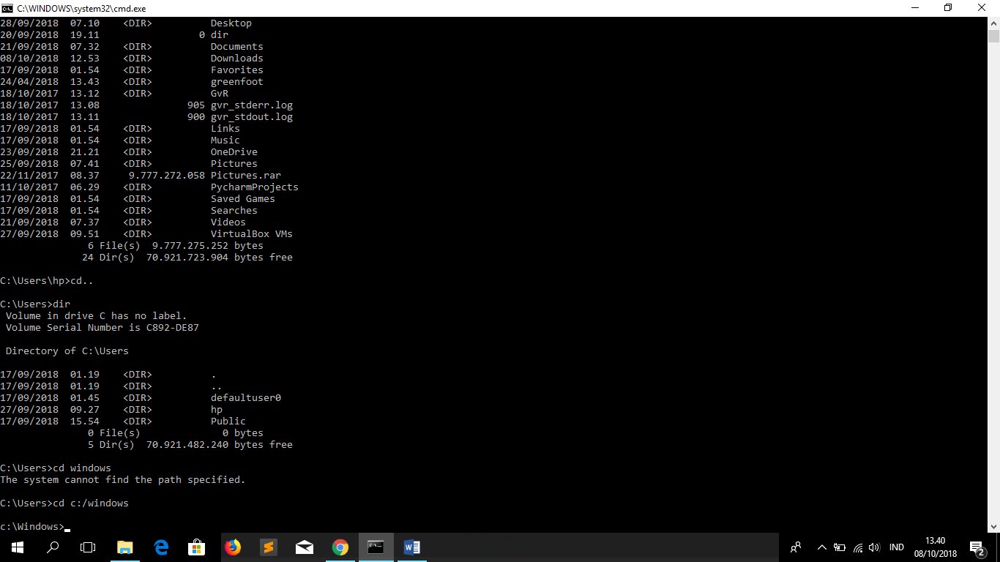 C:\WINDOWS\system32\cmd.exe
28/09/2018  07.10    <DIR>          Desktop
20/09/2018  19.11                 0 dir
21/09/2018  07.32    <DIR>          Documents
08/10/2018  12.53    <DIR>          Downloads
17/09/2018  01.54    <DIR>          Favorites
24/04/2018  13.43    <DIR>          greenfoot
18/10/2017  13.12    <DIR>          GvR
18/10/2017  13.08               905 gvr_stderr.log
18/10/2017  13.11               900 gvr_stdout.log
17/09/2018  01.54    <DIR>          Links
17/09/2018  01.54    <DIR>          Music
23/09/2018  21.21    <DIR>          OneDrive
25/09/2018  07.41    <DIR>          Pictures
22/11/2017  08.37     9.777.272.058 Pictures.rar
11/10/2017  06.29    <DIR>          PycharmProjects
17/09/2018  01.54    <DIR>          Saved Games
17/09/2018  01.54    <DIR>          Searches
21/09/2018  07.37    <DIR>          Videos
27/09/2018  09.51    <DIR>          VirtualBox VMs
               6 File(s)  9.777.275.252 bytes
              24 Dir(s)  70.921.723.904 bytes free
C:\Users\hp>cd..
C:\Users>dir
 Volume in drive C has no label.
 Volume Serial Number is C892-DE87
 Directory of C:\Users
17/09/2018  01.19    <DIR>          .
17/09/2018  01.19    <DIR>          ..
17/09/2018  01.45    <DIR>          defaultuser0
27/09/2018  09.27    <DIR>          hp
17/09/2018  15.54    <DIR>          Public
               0 File(s)              0 bytes
               5 Dir(s)  70.921.482.240 bytes free
C:\Users>cd windows
The system cannot find the path specified.
C:\Users>cd c:/windows
c:\Windows>
IND
13.40
08/10/2018
2